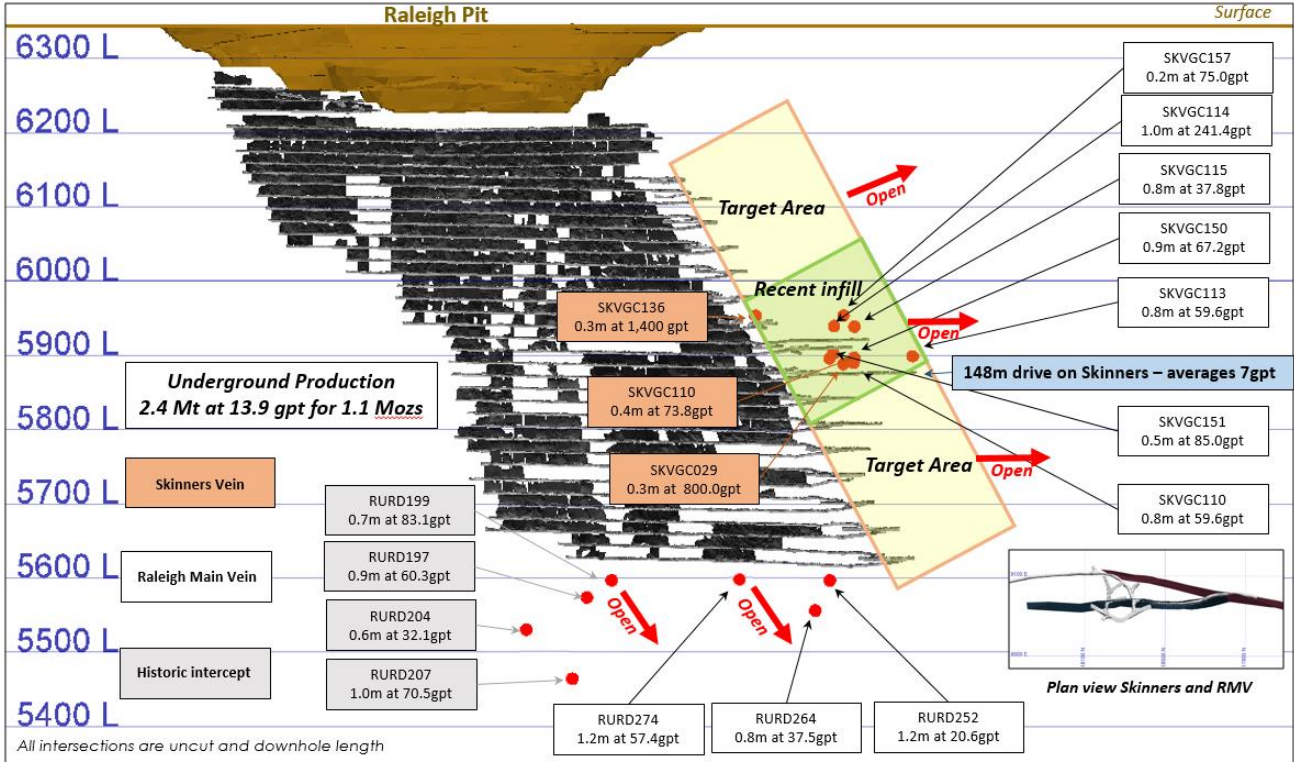 Raleigh Pit
Surface
6300 L
6200 L
6100 L
6000 L
5900 L
5800 L
5700 L
5600 L
5500 L
5400 L
SKVGC157
0.2m at 75.0gpt
SKVGC114
1.0m at 241.4gpt
SKVGC115
0.8m at 37.8gpt
SKVGC150
0.9m at 67.2gpt
SKVGC113
0.8m at 59.6gpt
148m drive on Skinners – averages 7gpt
SKVGC151
0.5m at 85.0gpt
SKVGC110
0.8m at 59.6gpt
Target Area
Open
Recent infill
Open
Target Area
Open
SKVGC136
0.3m at 1,400 gpt
SKVGC110
0.4m at 73.8gpt
SKVGC029
0.3m at 800.0gpt
Underground Production
2.4 Mt at 13.9 gpt for 1.1 Mozs
Skinners Vein
Raleigh Main Vein
Historic intercept
RURD199
0.7m at 83.1gpt
RURD197
0.9m at 60.3gpt
RURD204
0.6m at 32.1gpt
RURD207
1.0m at 70.5gpt
Open
Open
RURD274
1.2m at 57.4gpt
RURD264
0.8m at 37.5gpt
RURD252
1.2m at 20.6gpt
Plan view Skinners and RMV
All intersections are uncut and downhole length